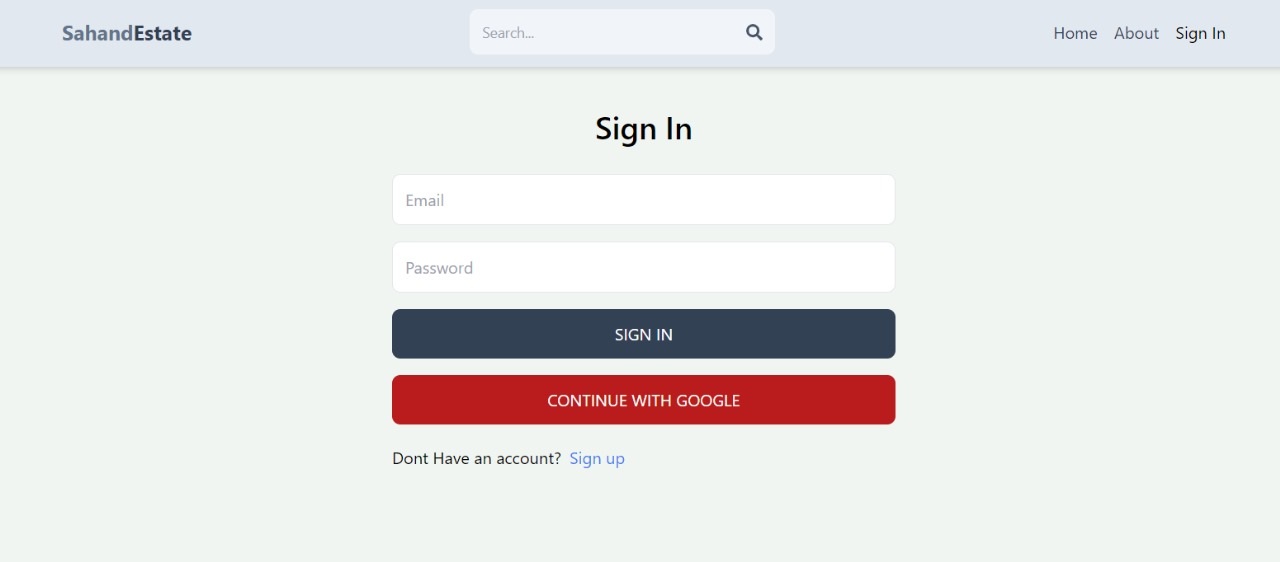 SahandEstate
Search...
Home About Sign In
Sign In
Email
Password
SIGN IN
CONTINUE WITH GOOGLE
Dont Have an account? Sign up